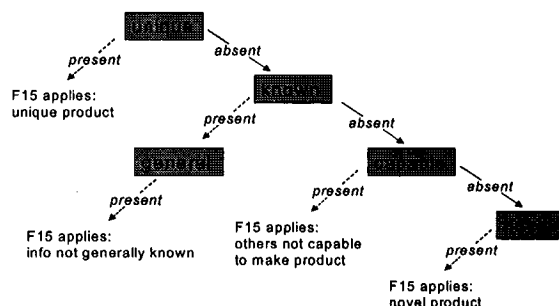 unique
present
absent
F15 applies:
unique product
known
present
absent
general
present
present
absent
F15 applies:
info not generally known
F15 applies:
others not capable
to make product
present
F15 applies:
novel product